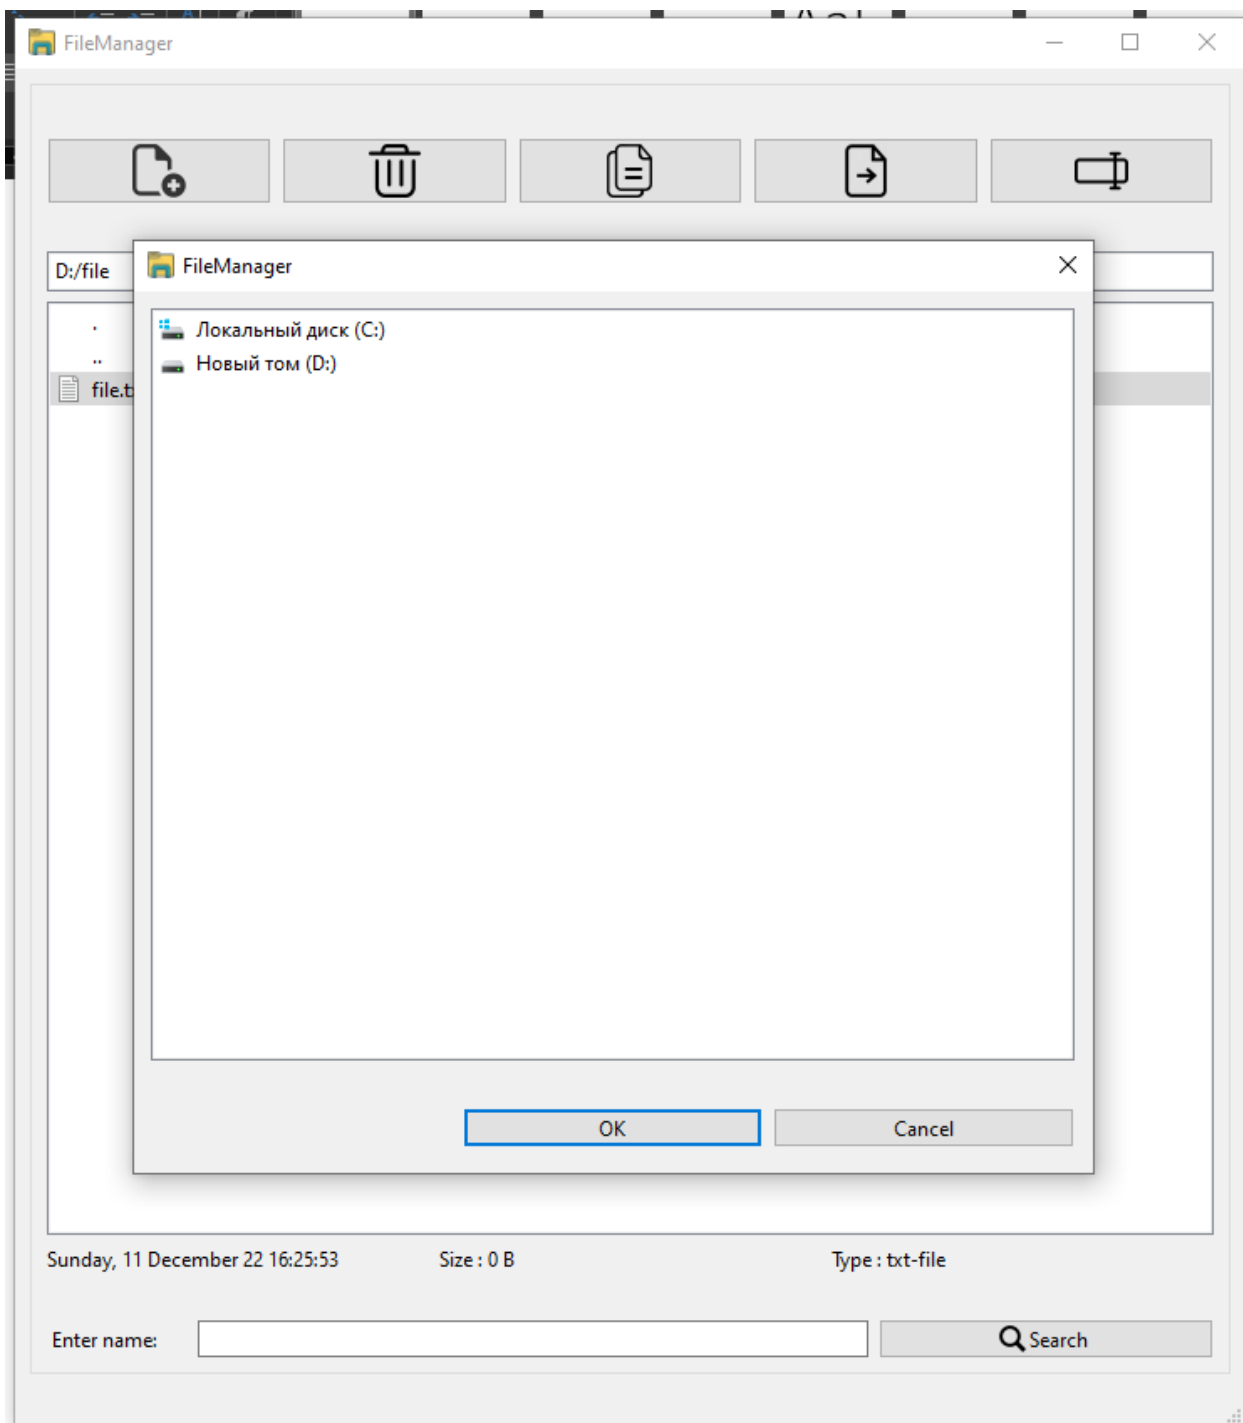 FileManager
D:/file
FileManager
.
Локальный диск (C:)
..
Новый том (D:)
file.t
OK
Cancel
Sunday, 11 December 22 16:25:53
Size : 0 B
Type : txt-file
Enter name:
Search